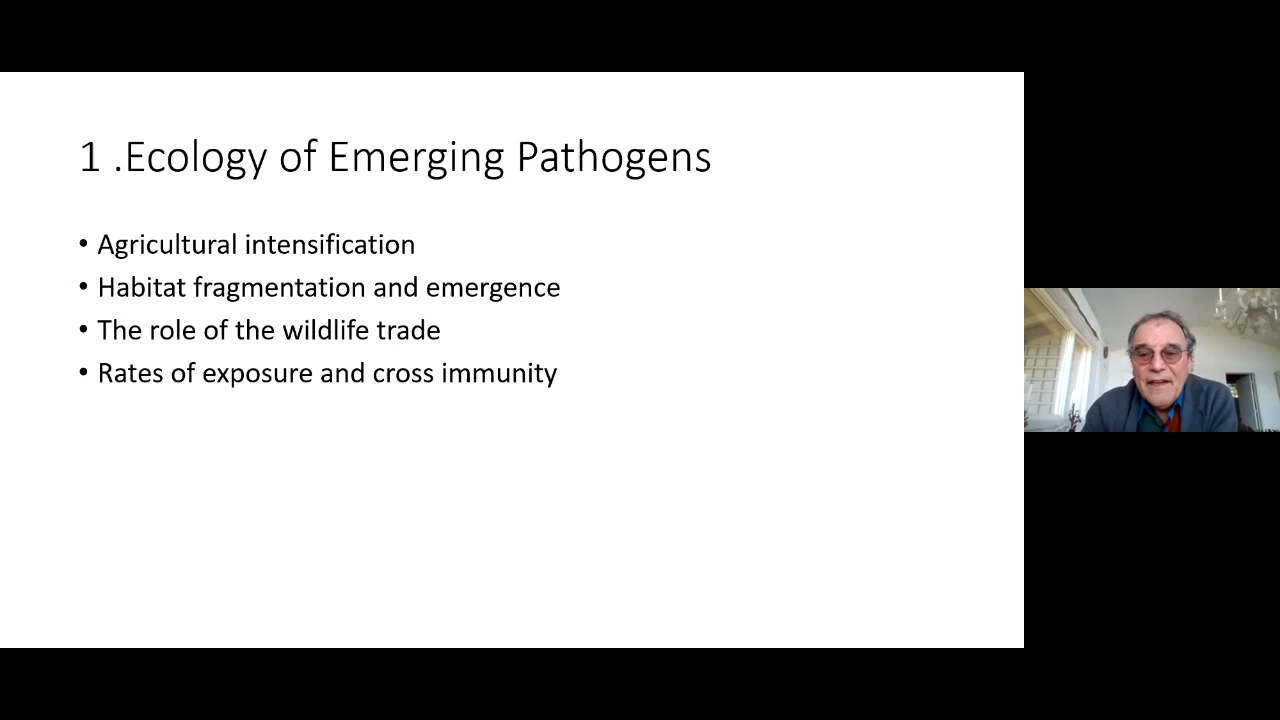 1 .Ecology of Emerging Pathogens
• Agricultural intensification
• Habitat fragmentation and emergence
• The role of the wildlife trade
• Rates of exposure and cross immunity